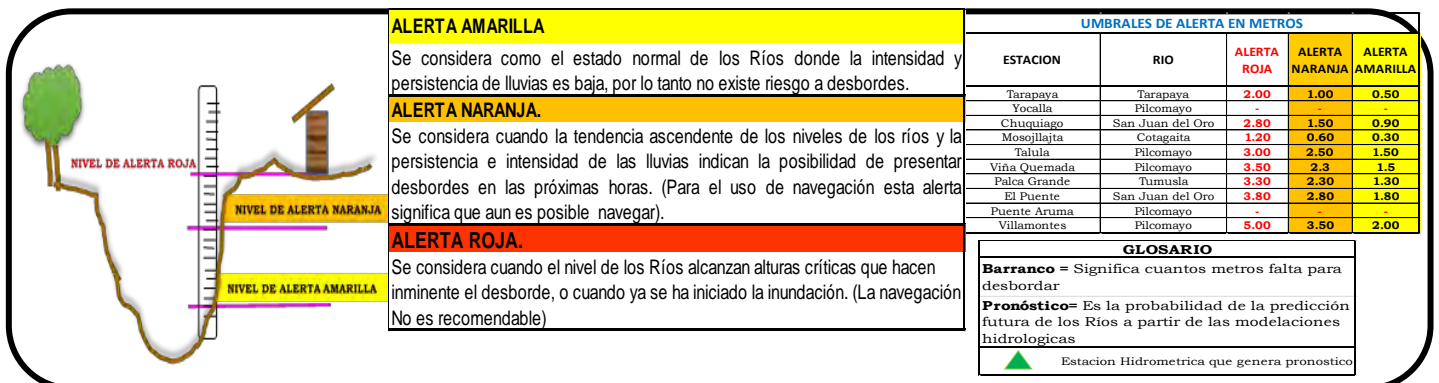 NIVEL DE ALERTA ROJA
NIVEL DE ALERTA NARANJA
NIVEL DE ALERTA AMARILLA
ALERTA AMARILLA
Se considera como el estado normal de los Ríos donde la intensidad y
persistencia de lluvias es baja, por lo tanto no existe riesgo a desbordes.
ALERTA NARANJA.
Se considera cuando la tendencia ascendente de los niveles de los ríos y la
persistencia e intensidad de las lluvias indican la posibilidad de presentar
desbordes en las próximas horas. (Para el uso de navegación esta alerta
significa que aun es posible navegar).
ALERTA ROJA.
Se considera cuando el nivel de los Ríos alcanzan alturas críticas que hacen
inminente el desborde, o cuando ya se ha iniciado la inundación. (La navegación
No es recomendable)
UMBRALES DE ALERTA EN METROS
ESTACION RIO ALERTA ROJA ALERTA NARANJA ALERTA AMARILLA
Tarapaya Tarapaya 2.00 1.00 0.50
Yocalla Pilcomayo - - -
Chuquiago San Juan del Oro 2.80 1.50 0.90
Mosojllajta Cotagaita 1.20 0.60 0.30
Talula Pilcomayo 3.00 2.50 1.50
Viña Quemada Pilcomayo 3.50 2.3 1.5
Palca Grande Tumusla 3.30 2.30 1.30
El Puente San Juan del Oro 3.80 2.80 1.80
Puente Aruma Pilcomayo - - -
Villamontes Pilcomayo 5.00 3.50 2.00
GLOSARIO
Barranco = Significa cuantos metros falta para
desbordar
Pronóstico= Es la probabilidad de la predicción
futura de los Ríos a partir de las modelaciones
hidrologicas
Estacion Hidrometrica que genera pronostico